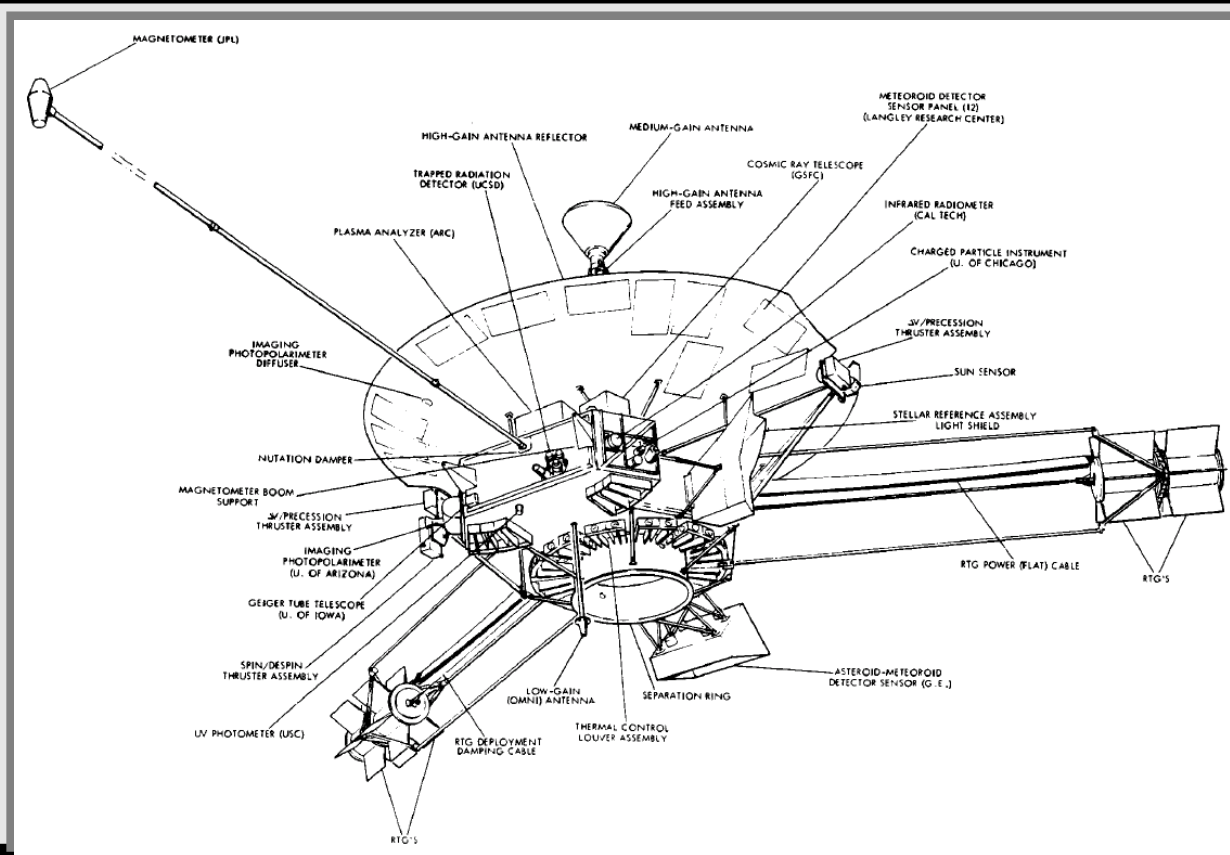 MAGNETOMETER (JPL)
HIGH-GAIN ANTENNA REFLECTOR
MEDIUM-GAIN ANTENNA
METEOROID DETECTOR
SENSOR PANEL (12)
(LANGLEY RESEARCH CENTER)
TRAPPED RADIATION
DETECTOR (UCSD)
COSMIC RAY TELESCOPE
(GSFC)
HIGH-GAIN ANTENNA
FEED ASSEMBLY
PLASMA ANALYZER (ARC)
INFRARED RADIOMETER
(CAL TECH)
CHARGED PARTICLE INSTRUMENT
(U. OF CHICAGO)
ΔV/PRECESSION
THRUSTER ASSEMBLY
IMAGING
PHOTOPOLARIMETER
DIFFUSER
SUN SENSOR
STELLAR REFERENCE ASSEMBLY
LIGHT SHIELD
NUTATION DAMPER
MAGNETOMETER BOOM
SUPPORT
ΔV/PRECESSION
THRUSTER ASSEMBLY
IMAGING
PHOTOPOLARIMETER
(U. OF ARIZONA)
RTG POWER (FLAT) CABLE
RTG'S
GEIGER TUBE TELESCOPE
(U. OF IOWA)
SPIN/DESPIN
THRUSTER ASSEMBLY
LOW-GAIN
(OMNI) ANTENNA
SEPARATION RING
ASTEROID-METEOROID
DETECTOR SENSOR (G.E.)
UV PHOTOMETER (USC)
RTG DEPLOYMENT
DAMPING CABLE
THERMAL CONTROL
LOUVER ASSEMBLY
RTG'S